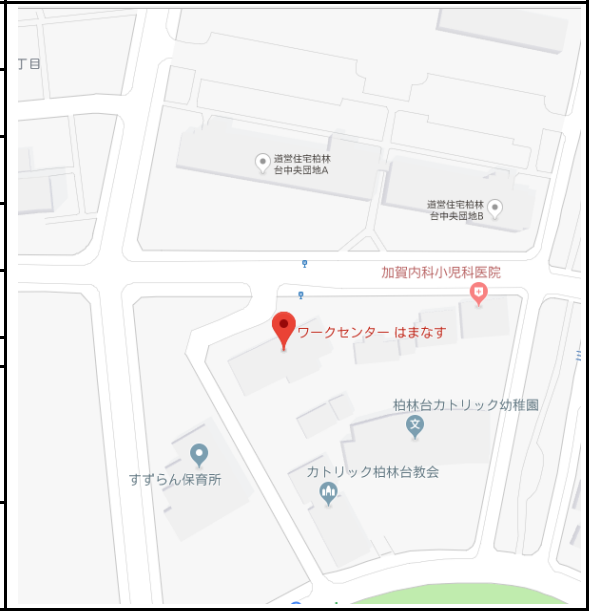 丁目
道営住宅柏林
台中央団地A
道営住宅柏林
台中央団地B
加賀内科小児科医院
ワークセンター はまなす
柏林台カトリック幼稚園
文
すずらん保育所
カトリック柏林台教会